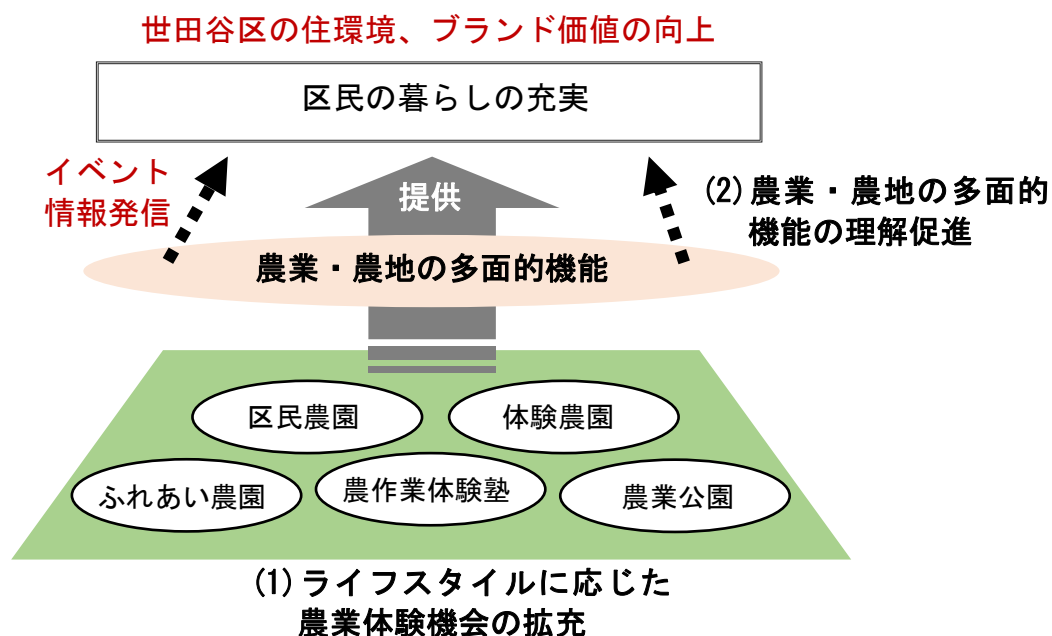 世田谷区の住環境、ブランド価値の向上
区民の暮らしの充実
イベント
情報発信
提供
(2)農業・農地の多面的
機能の理解促進
農業・農地の多面的機能
区民農園
体験農園
ふれあい農園
農作業体験塾
農業公園
(1)ライフスタイルに応じた
農業体験機会の拡充